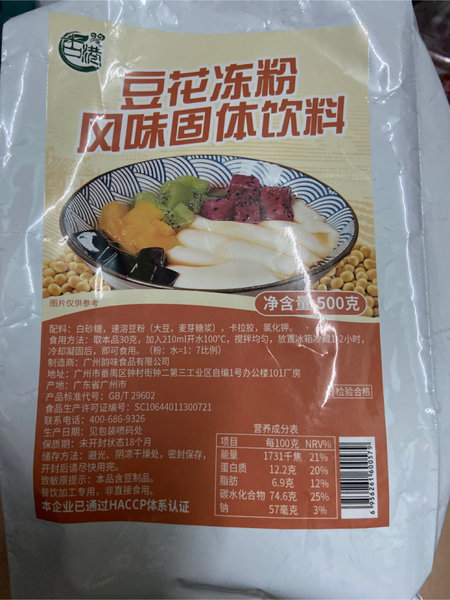 豆花冻粉
风味固体饮料
图片仅供参考
净含量:500克
配料：白砂糖，速溶豆粉（大豆，麦芽糖浆），卡拉胶，氯化钾。
食用方法：取本品30克，加入210ml开水100℃，搅拌均匀，放置冰箱冷藏1-2小时，
冷却凝固后，即可食用。（粉：水=1：7比例）
制造商：广州韵味食品有限公司
地址：广州市番禺区钟村街钟二第三工业区自编1号办公楼101厂房
产地：广东省广州市
产品标准代号：GB/T 29602
食品生产许可证编号：SC10644011300721
联系电话：400-686-9326
生产日期：见包装喷码处
保质期：未开封状态18个月
储存方法：避光、阴凉干燥处，密封保存，
开封后请尽快用完。
致敏原提示：本品含豆制品。
餐饮加工专用，非直接食用。
本企业已通过HACCP体系认证
检验合格
营养成分表
项目 每100克 NRV%
能量 1731千焦 21%
蛋白质 12.2克 20%
脂肪 6.9克 12%
碳水化合物 74.6克 25%
钠 57毫克 3%
6956281600579